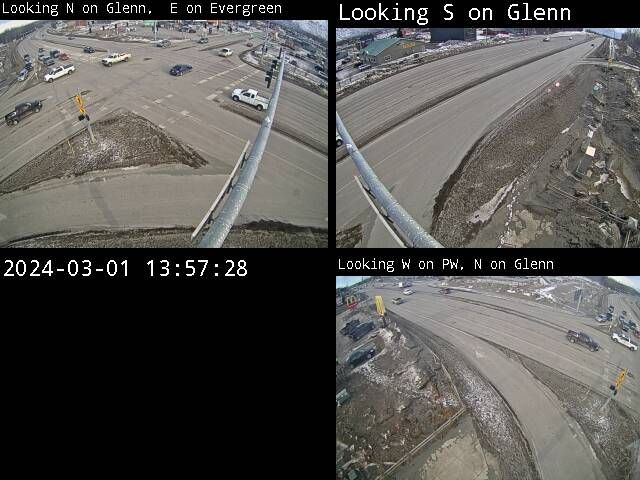 Looking N on Glenn, E on Evergreen
Looking S on Glenn
2024-03-01 13:57:28
Looking W on PW, N on Glenn